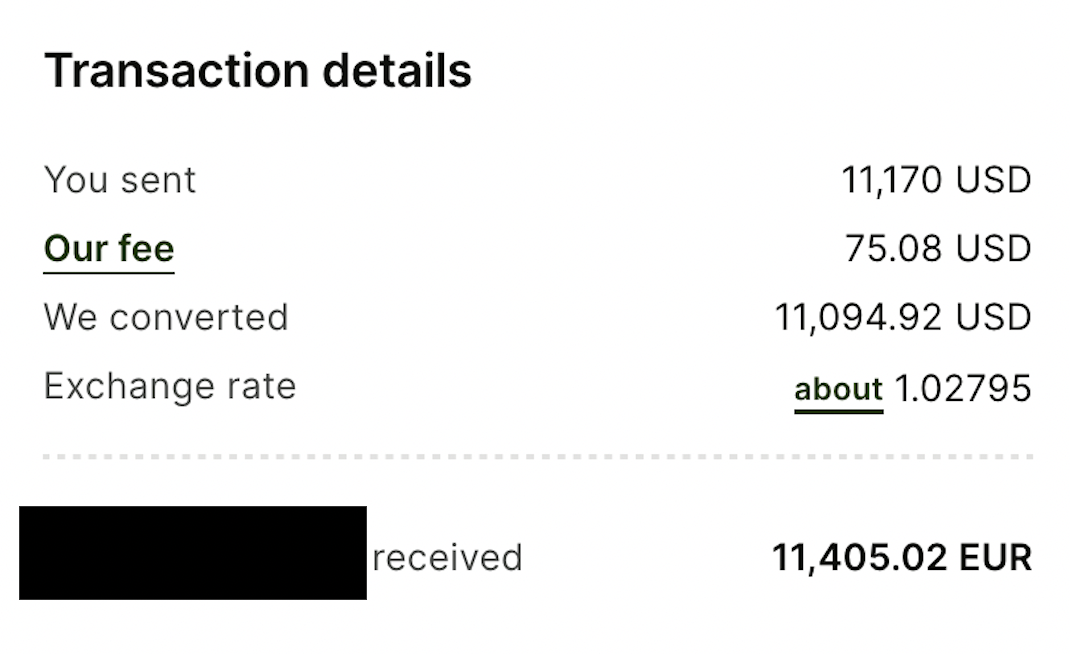 Transaction details
You sent 11,170 USD
Our fee 75.08 USD
We converted 11,094.92 USD
Exchange rate about 1.02795
received 11,405.02 EUR